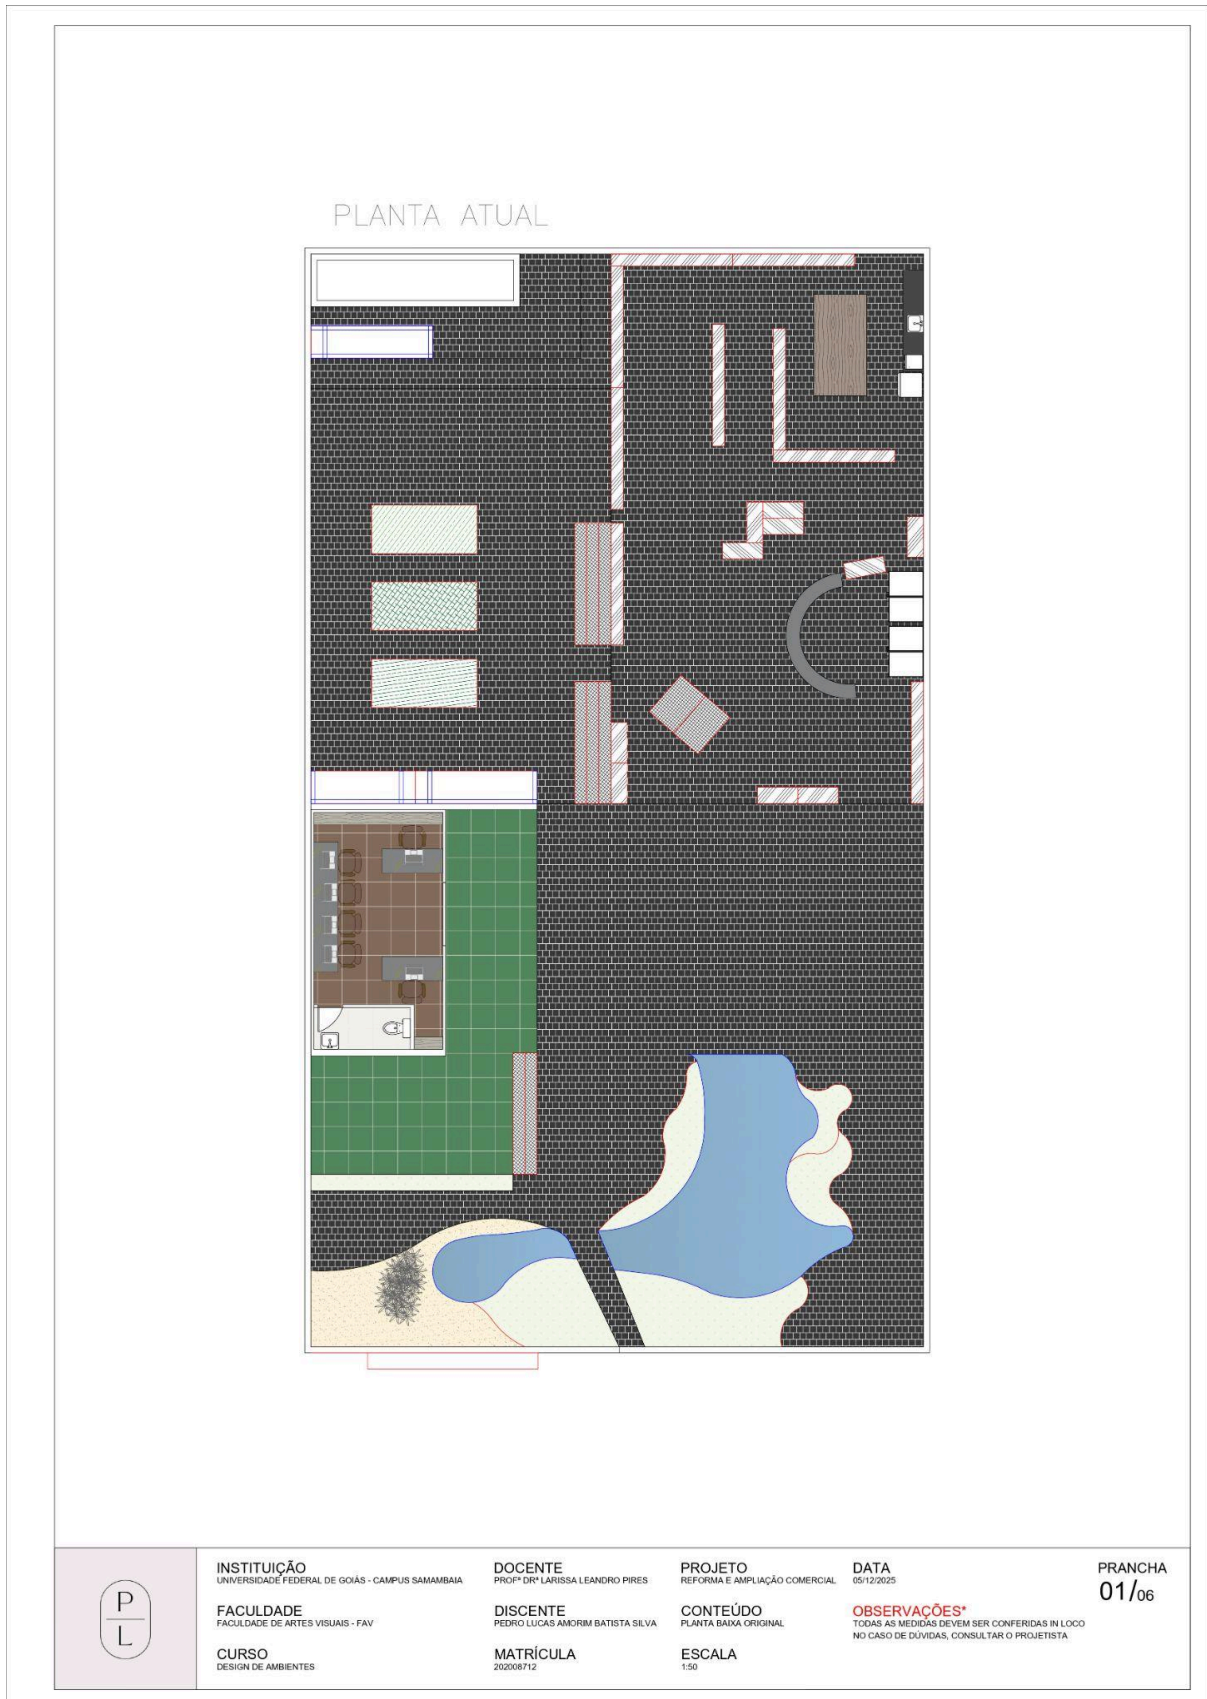 PLANTA ATUAL
P
L
INSTITUIÇÃO
UNIVERSIDADE FEDERAL DE GOIÁS - CAMPUS SAMAMBAIA
FACULDADE
FACULDADE DE ARTES VISUAIS - FAV
CURSO
DESIGN DE AMBIENTES
DOCENTE
PROFª DRª LARISSA LEANDRO PIRES
DISCENTE
PEDRO LUCAS AMORIM BATISTA SILVA
MATRÍCULA
202008712
PROJETO
REFORMA E AMPLIAÇÃO COMERCIAL
CONTEÚDO
PLANTA BAIXA ORIGINAL
ESCALA
1:50
DATA
05/12/2025
OBSERVAÇÕES*
TODAS AS MEDIDAS DEVEM SER CONFERIDAS IN LOCO
NO CASO DE DÚVIDAS, CONSULTAR O PROJETISTA
PRANCHA
01/06